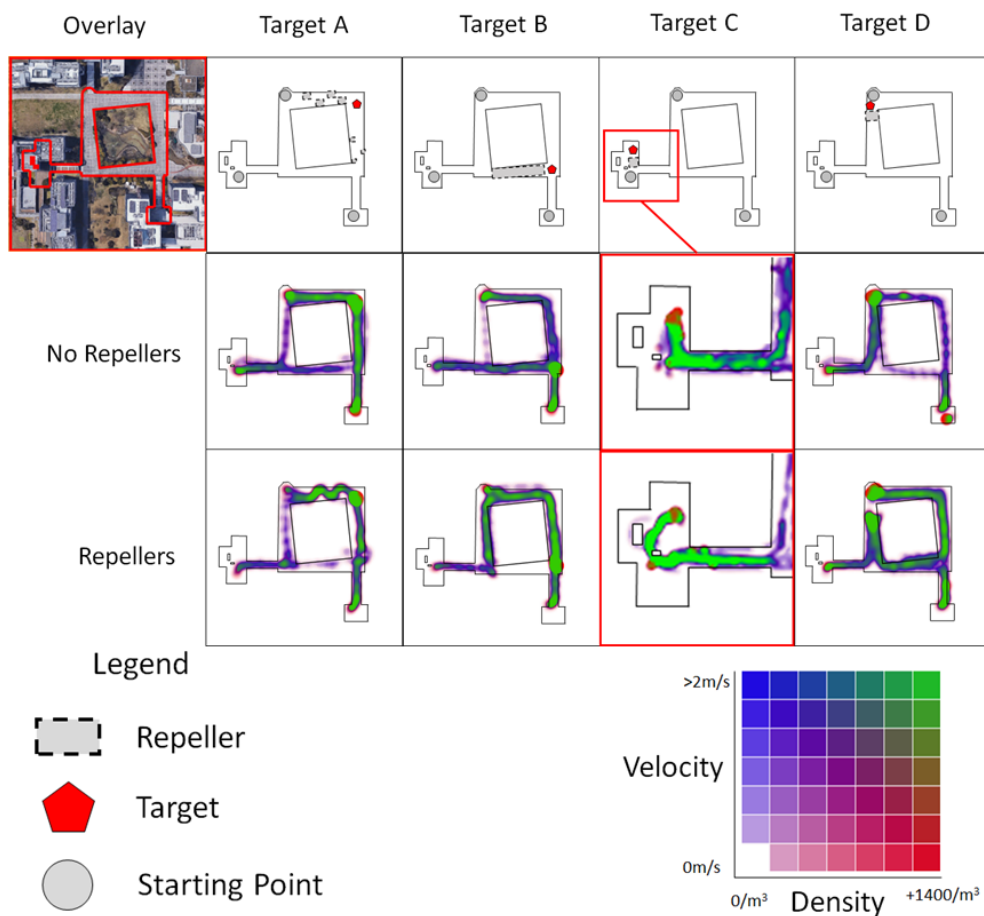 Overlay
Target A
Target B
Target C
Target D
No Repellers
Repellers
Legend
Repeller
Target
Starting Point
>2m/s
Velocity
0m/s
0/m³
Density
+1400/m³